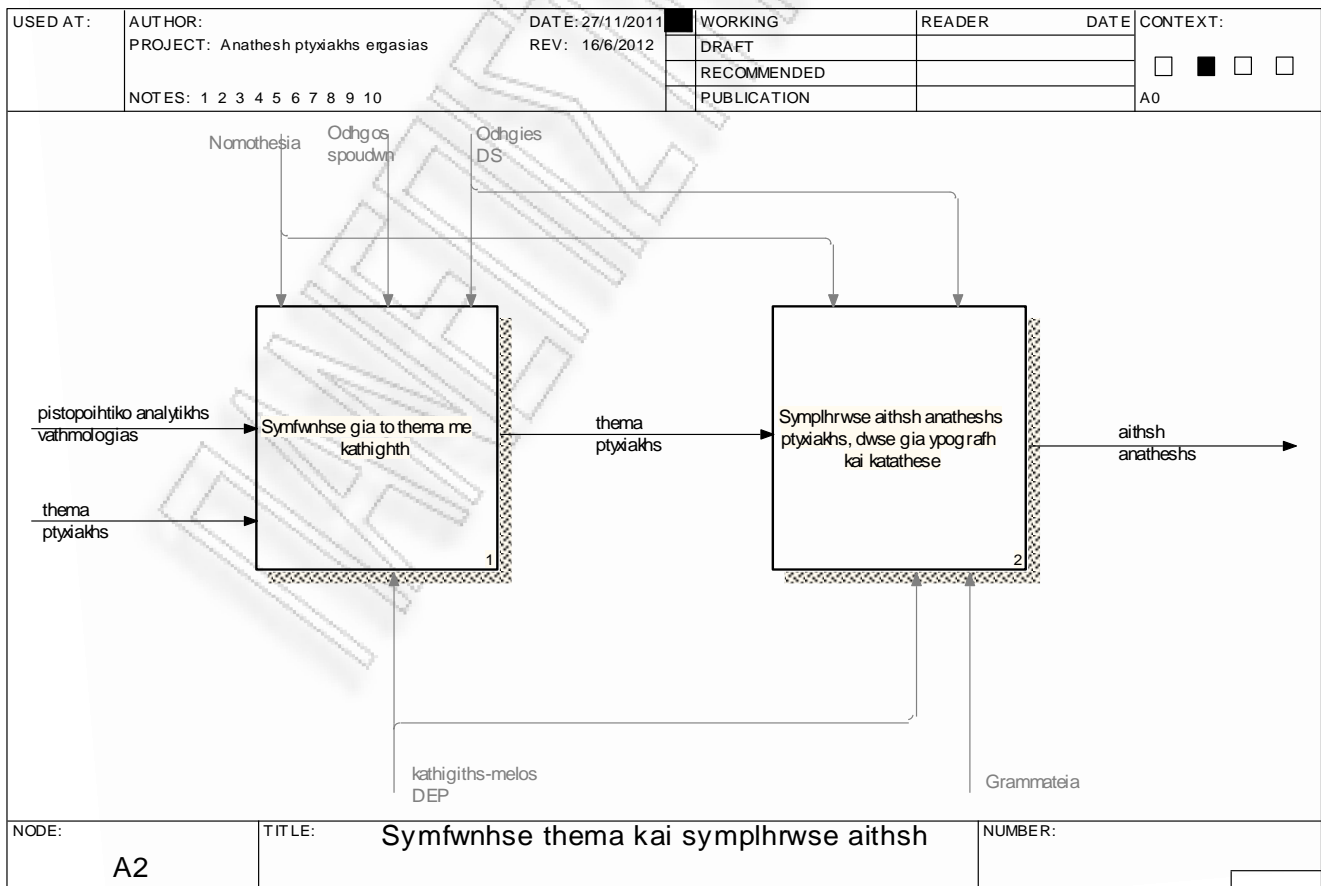 USED AT:
AUTHOR:
DATE: 27/11/2011
WORKING
READER
DATE
CONTEXT:
PROJECT: Anathesh ptyxiakhs ergasias
REV: 16/6/2012
DRAFT
RECOMMENDED
NOTES: 1 2 3 4 5 6 7 8 9 10
PUBLICATION
A0
Nomothesia
Odhgos
spoudwn
Odhgies
DS
pistopoihtiko analytikhs
vathmologias
thema
ptyxiakhs
Symfwnhse gia to thema me
kathighth
1
thema
ptyxiakhs
Symplhrwse aithsh anatheshs
ptyxiakhs, dwse gia ypografh
kai katathese
2
aithsh
anatheshs
kathigiths-melos
DEP
Grammateia
NODE:
A2
TITLE:
Symfwnhse thema kai symplhrwse aithsh
NUMBER: